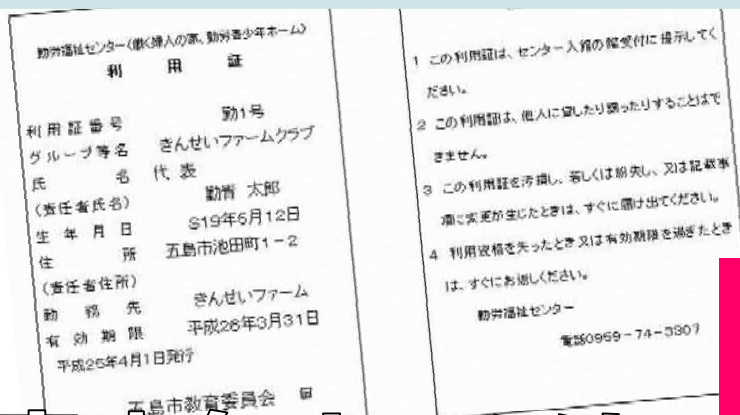 勤労福祉センター(働く婦人の家、勤労青少年ホーム)
利 用 証
利用証番号 勤1号
グループ等名 きんせいファームクラブ
氏 名 代 表
(責任者氏名) 勤青 太郎
生 年 月 日 S19年6月12日
住 所 五島市池田町1-2
(責任者住所)
勤 務 先 きんせいファーム
有 効 期 限 平成26年3月31日
平成25年4月1日発行
五島市教育委員会 印
1 この利用証は、センター入館の際受付に提示してく
ださい。
2 この利用証は、他人に貸したり譲ったりすることはで
きません。
3 この利用証を汚損し、若しくは紛失し、又は記載事
項に変更が生じたときは、すぐに届け出てください。
4 利用資格を失ったとき又は有効期限を過ぎたとき
は、すぐにお返しください。
勤労福祉センター
電話0959-74-3307